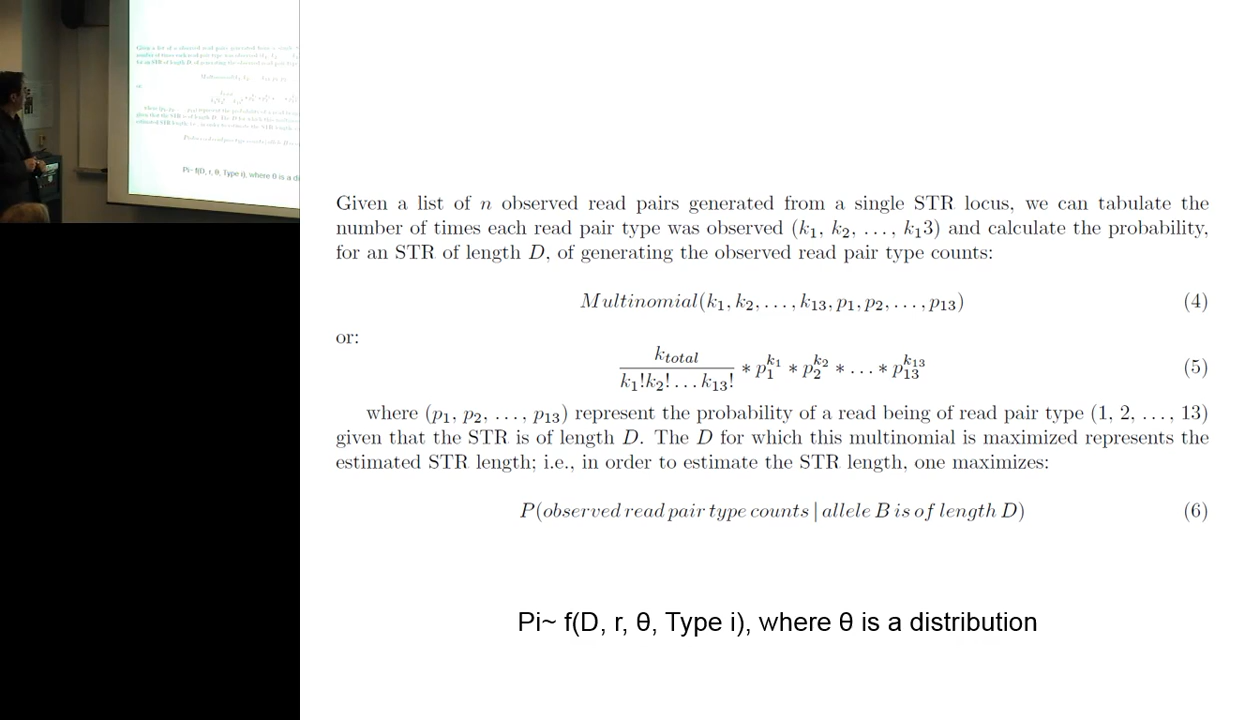 Given a list of n observed read pairs generated from a single STR locus, we can tabulate the
number of times each read pair type was observed (k₁, k₂, …, k₁3) and calculate the probability,
for an STR of length D, of generating the observed read pair type counts:
Multinomial(k₁, k₂, …, k₁₃, p₁, p₂, …, p₁₃) (4)
or:
k_total / k₁!k₂!…k₁₃! * p₁^k₁ * p₂^k₂ * … * p₁₃^k₁₃ (5)
where (p₁, p₂, …, p₁₃) represent the probability of a read being of read pair type (1, 2, …, 13)
given that the STR is of length D. The D for which this multinomial is maximized represents the
estimated STR length; i.e., in order to estimate the STR length, one maximizes:
P(observed read pair type counts | allele B is of length D) (6)
Pi~ f(D, r, θ, Type i), where θ is a distribution
Pi~ f(D, r, θ, Type i), where θ is a di